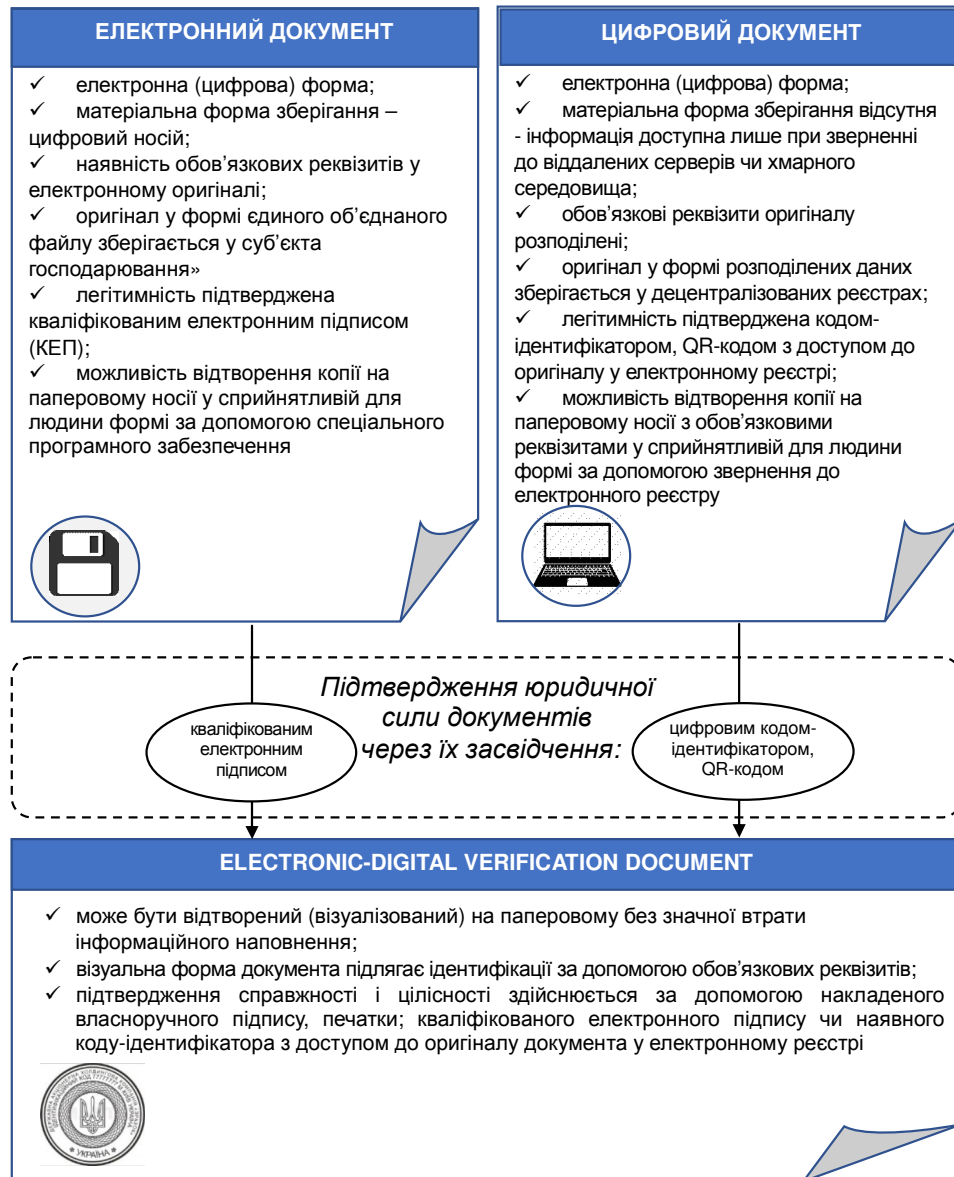 ЕЛЕКТРОННИЙ ДОКУМЕНТ
✓ електронна (цифрова) форма;
✓ матеріальна форма зберігання –
цифровий носій;
✓ наявність обов’язкових реквізитів у
електронному оригіналі;
✓ оригінал у формі єдиного об’єднаного
файлу зберігається у суб’єкта
господарювання»
✓ легітимність підтверджена
кваліфікованим електронним підписом
(КЕП);
✓ можливість відтворення копії на
паперовому носії у сприйнятливій для
людини формі за допомогою спеціального
програмного забезпечення
ЦИФРОВИЙ ДОКУМЕНТ
✓ електронна (цифрова) форма;
✓ матеріальна форма зберігання відсутня
- інформація доступна лише при зверненні
до віддалених серверів чи хмарного
середовища;
✓ обов’язкові реквізити оригіналу
розподілені;
✓ оригінал у формі розподілених даних
зберігається у децентралізованих реєстрах;
✓ легітимність підтверджена кодом-
ідентифікатором, QR-кодом з доступом до
оригіналу у електронному реєстрі;
✓ можливість відтворення копії на
паперовому носії з обов’язковими
реквізитами у сприйнятливій для людини
формі за допомогою звернення до
електронного реєстру
Підтвердження юридичної
сили документів
через їх засвідчення:
кваліфікованим
електронним
підписом
цифровим кодом-
ідентифікатором,
QR-кодом
ELECTRONIC-DIGITAL VERIFICATION DOCUMENT
✓ може бути відтворений (візуалізований) на паперовому без значної втрати
інформаційного наповнення;
✓ візуальна форма документа підлягає ідентифікації за допомогою обов’язкових реквізитів;
✓ підтвердження справжності і цілісності здійснюється за допомогою накладеного
власноручного підпису, печатки; кваліфікованого електронного підпису чи наявного
коду-ідентифікатора з доступом до оригіналу документа у електронному реєстрі
* УКРАЇНА *